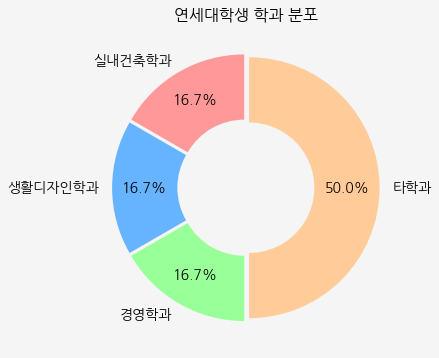 연세대학생 학과 분포
실내건축학과
16.7%
생활디자인학과
16.7%
50.0%
타학과
16.7%
경영학과